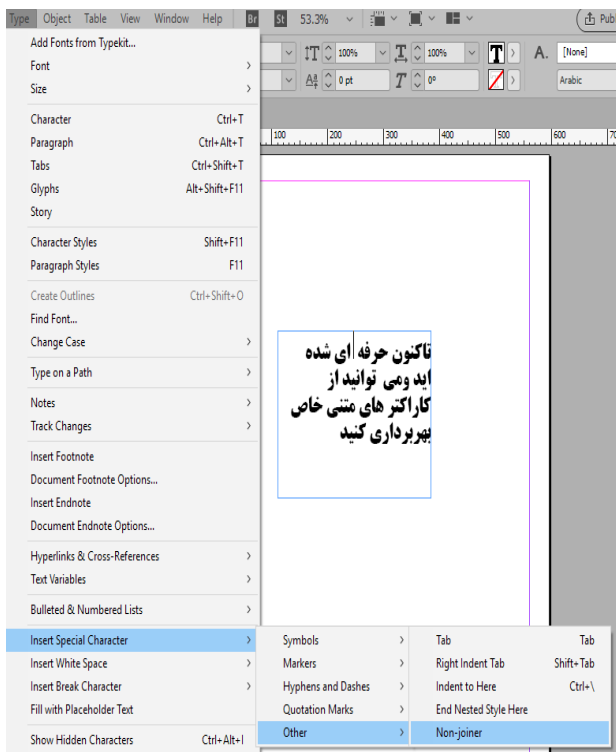 Type Object Table View Window Help Br St 53.3% Pub
Add Fonts from Typekit...
Font
Size
Character Ctrl+T
Paragraph Ctrl+Alt+T
Tabs Ctrl+Shift+T
Glyphs Alt+Shift+F11
Story
Character Styles Shift+F11
Paragraph Styles F11
Create Outlines Ctrl+Shift+O
Find Font...
Change Case
Type on a Path
Notes
Track Changes
Insert Footnote
Document Footnote Options...
Insert Endnote
Document Endnote Options...
Hyperlinks & Cross-References
Text Variables
Bulleted & Numbered Lists
Insert Special Character
Insert White Space
Insert Break Character
Fill with Placeholder Text
Show Hidden Characters Ctrl+Alt+I
100% 100% A. [None]
0 pt 0° Arabic
100 200 300 400 500 600 70
تاکنون حرفه ای شده
اید ومی توانید از
کاراکتر های متنی خاص
بهربرداری کنید
Symbols
Markers
Hyphens and Dashes
Quotation Marks
Other
Tab Tab
Right Indent Tab Shift+Tab
Indent to Here Ctrl+\
End Nested Style Here
Non-joiner